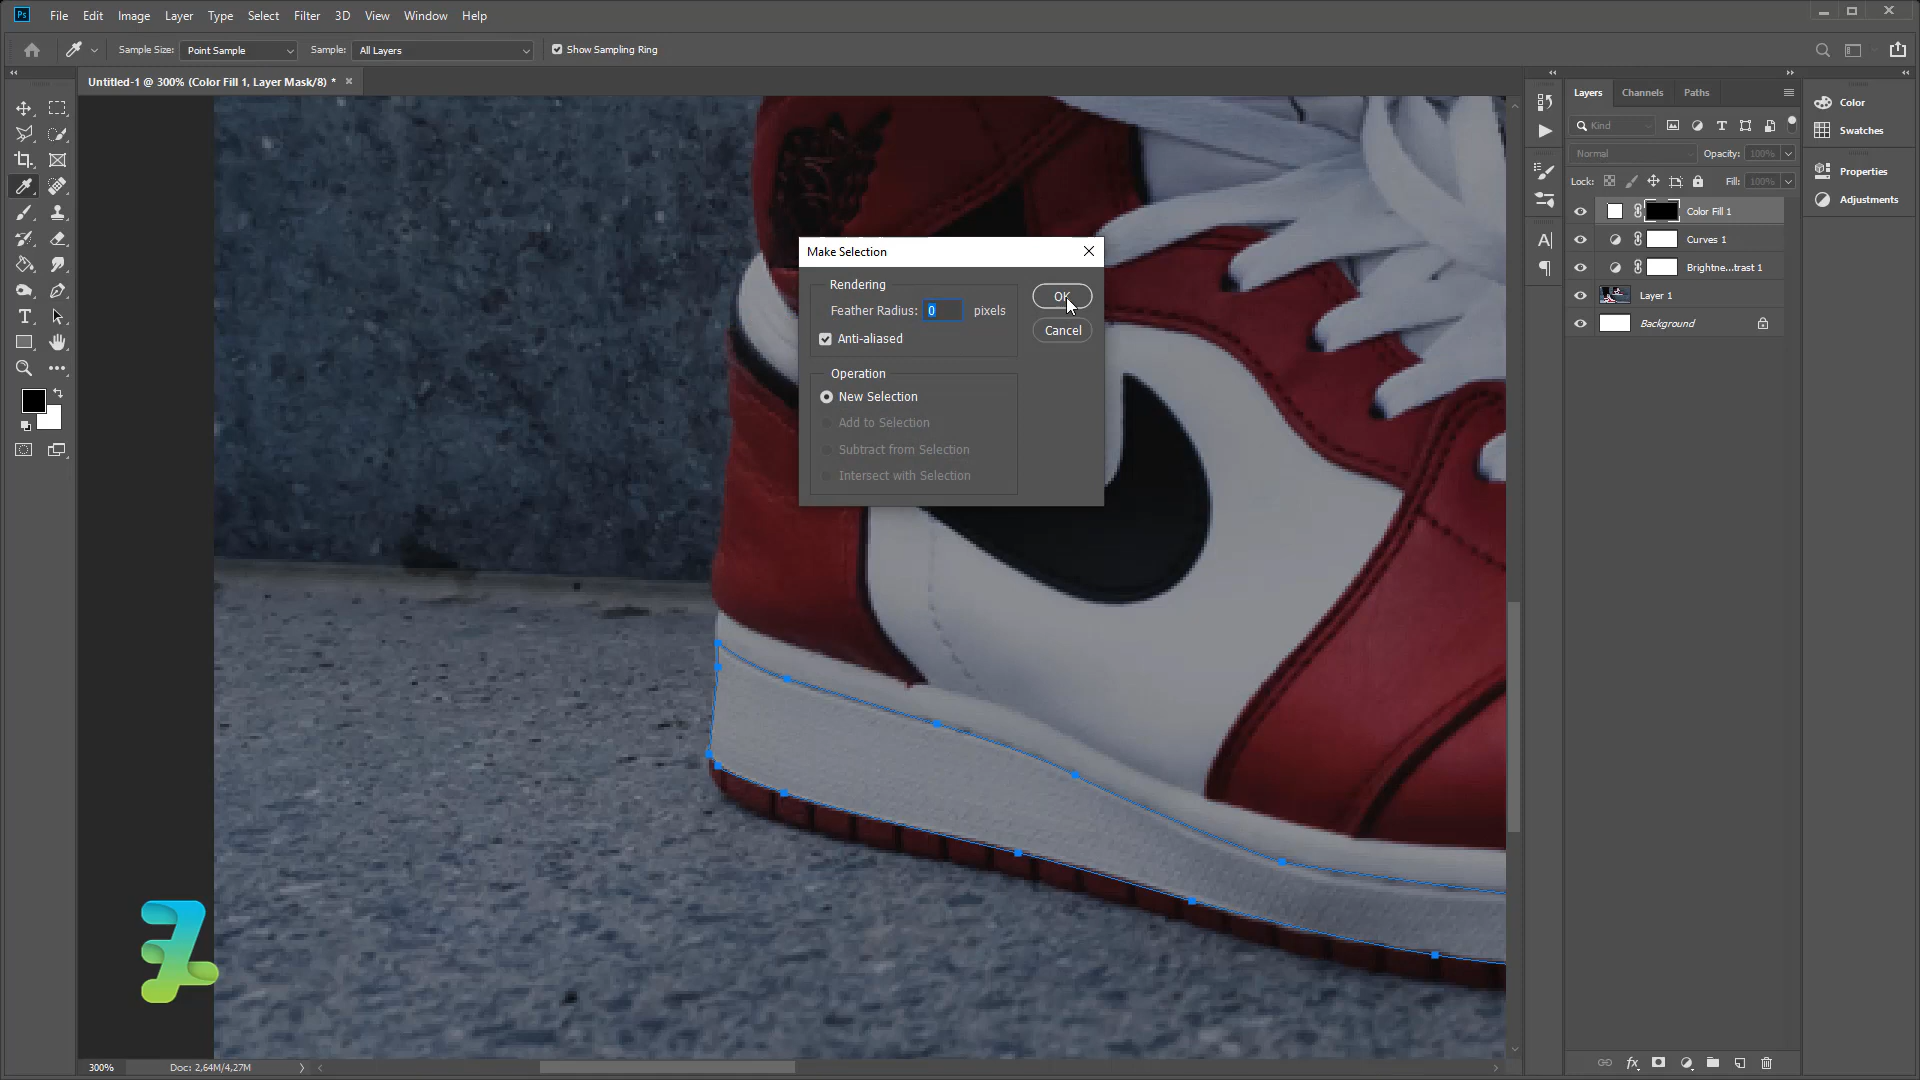 Ps File Edit Image Layer Type Select Filter 3D View Window Help
Sample Size: Point Sample Sample: All Layers Show Sampling Ring
Untitled-1 @ 300% (Color Fill 1, Layer Mask/8) *
Layers Channels Paths
Kind
Normal Opacity: 100%
Lock: Fill: 100%
Color Fill 1
Curves 1
Brightne...trast 1
Layer 1
Background
Color
Swatches
Properties
Adjustments
Make Selection
Rendering
Feather Radius: 0 pixels
Anti-aliased
OK
Cancel
Operation
New Selection
Add to Selection
Subtract from Selection
Intersect with Selection
300% Doc: 2,64M/4,27M